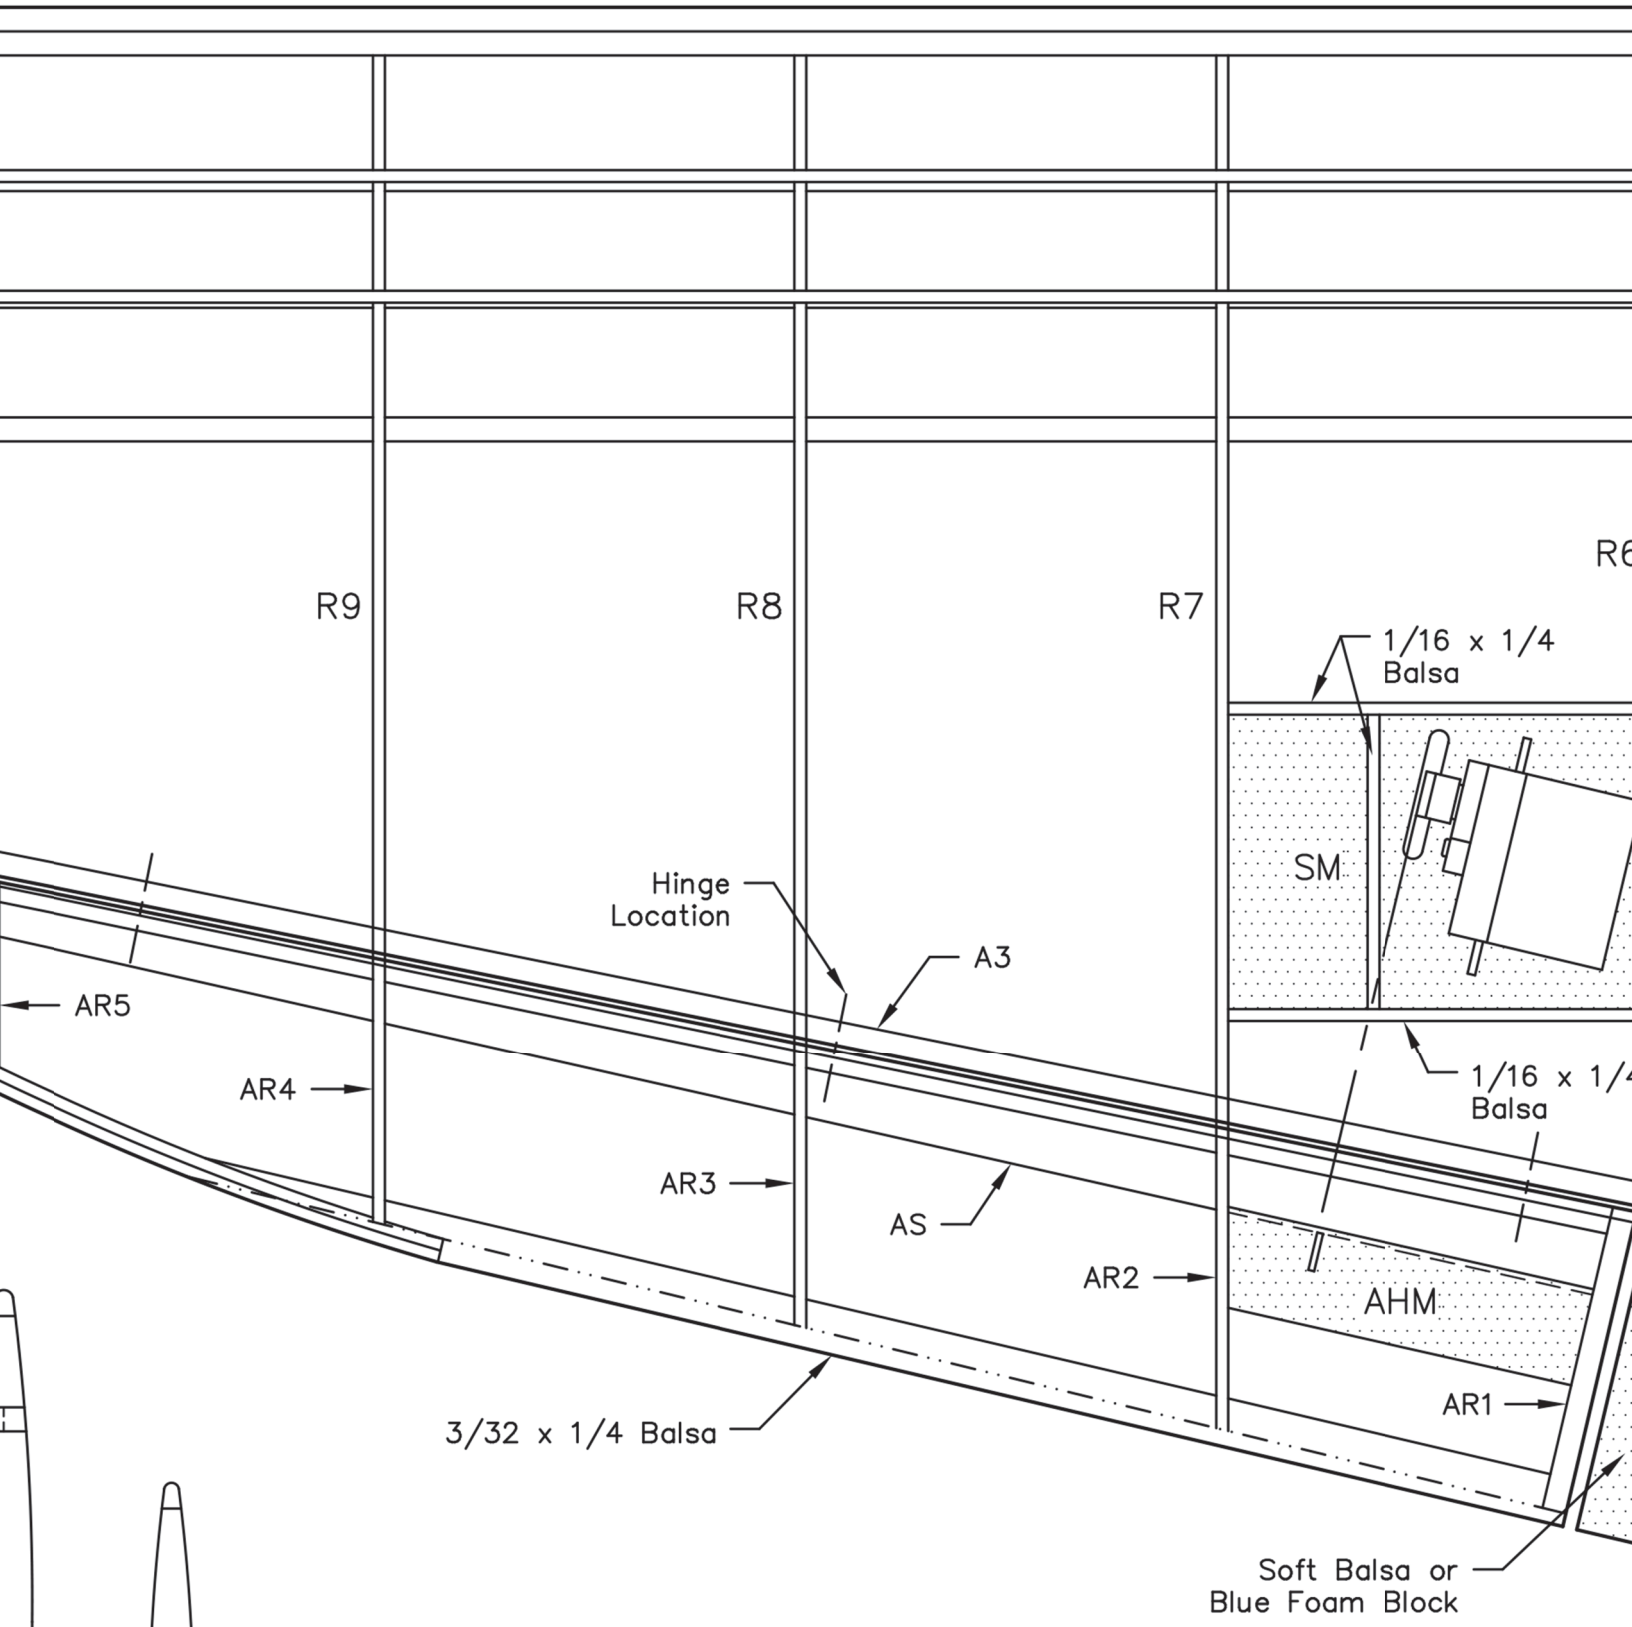 R6
R9
R8
R7
1/16 x 1/4
Balsa
SM
Hinge
Location
A3
AR5
1/16 x 1/4
Balsa
AR4
AR3
AS
AR2
AHM
AR1
3/32 x 1/4 Balsa
Soft Balsa or
Blue Foam Block